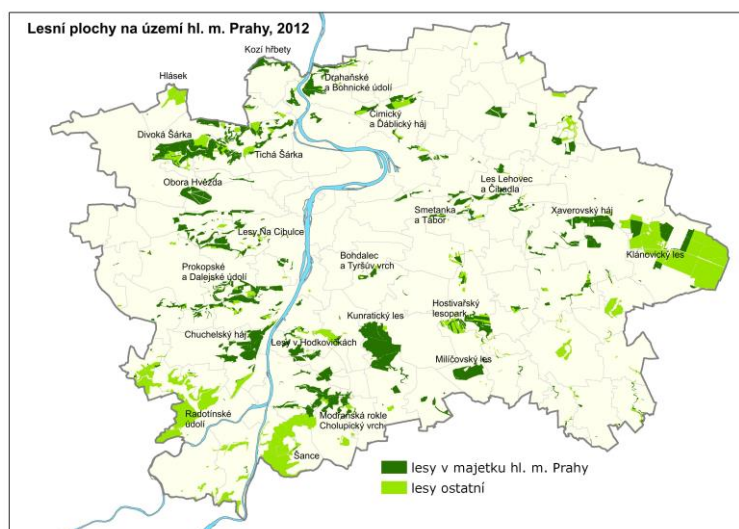 Lesní plochy na území hl. m. Prahy, 2012
Kozí hřbety
Hlásek
Drahaňské
a Bohnické údolí
Čimický
a Ďáblický háj
Divoká Šárka
Tichá Šárka
Obora Hvězda
Les Lehovec
a Čihadla
Smetanka
a Tábor
Xaverovský háj
Lesy Na Cibulce
Klánovický les
Bohdalec
a Tyršův vrch
Prokopské
a Dalejské údolí
Hostivařský
lesopark
Kunratický les
Chuchelský háj
Lesy v Hodkovičkách
Milíčovský les
Radotínské
údolí
Modřanská rokle
Cholupický vrch
Šance
lesy v majetku hl. m. Prahy
lesy ostatní